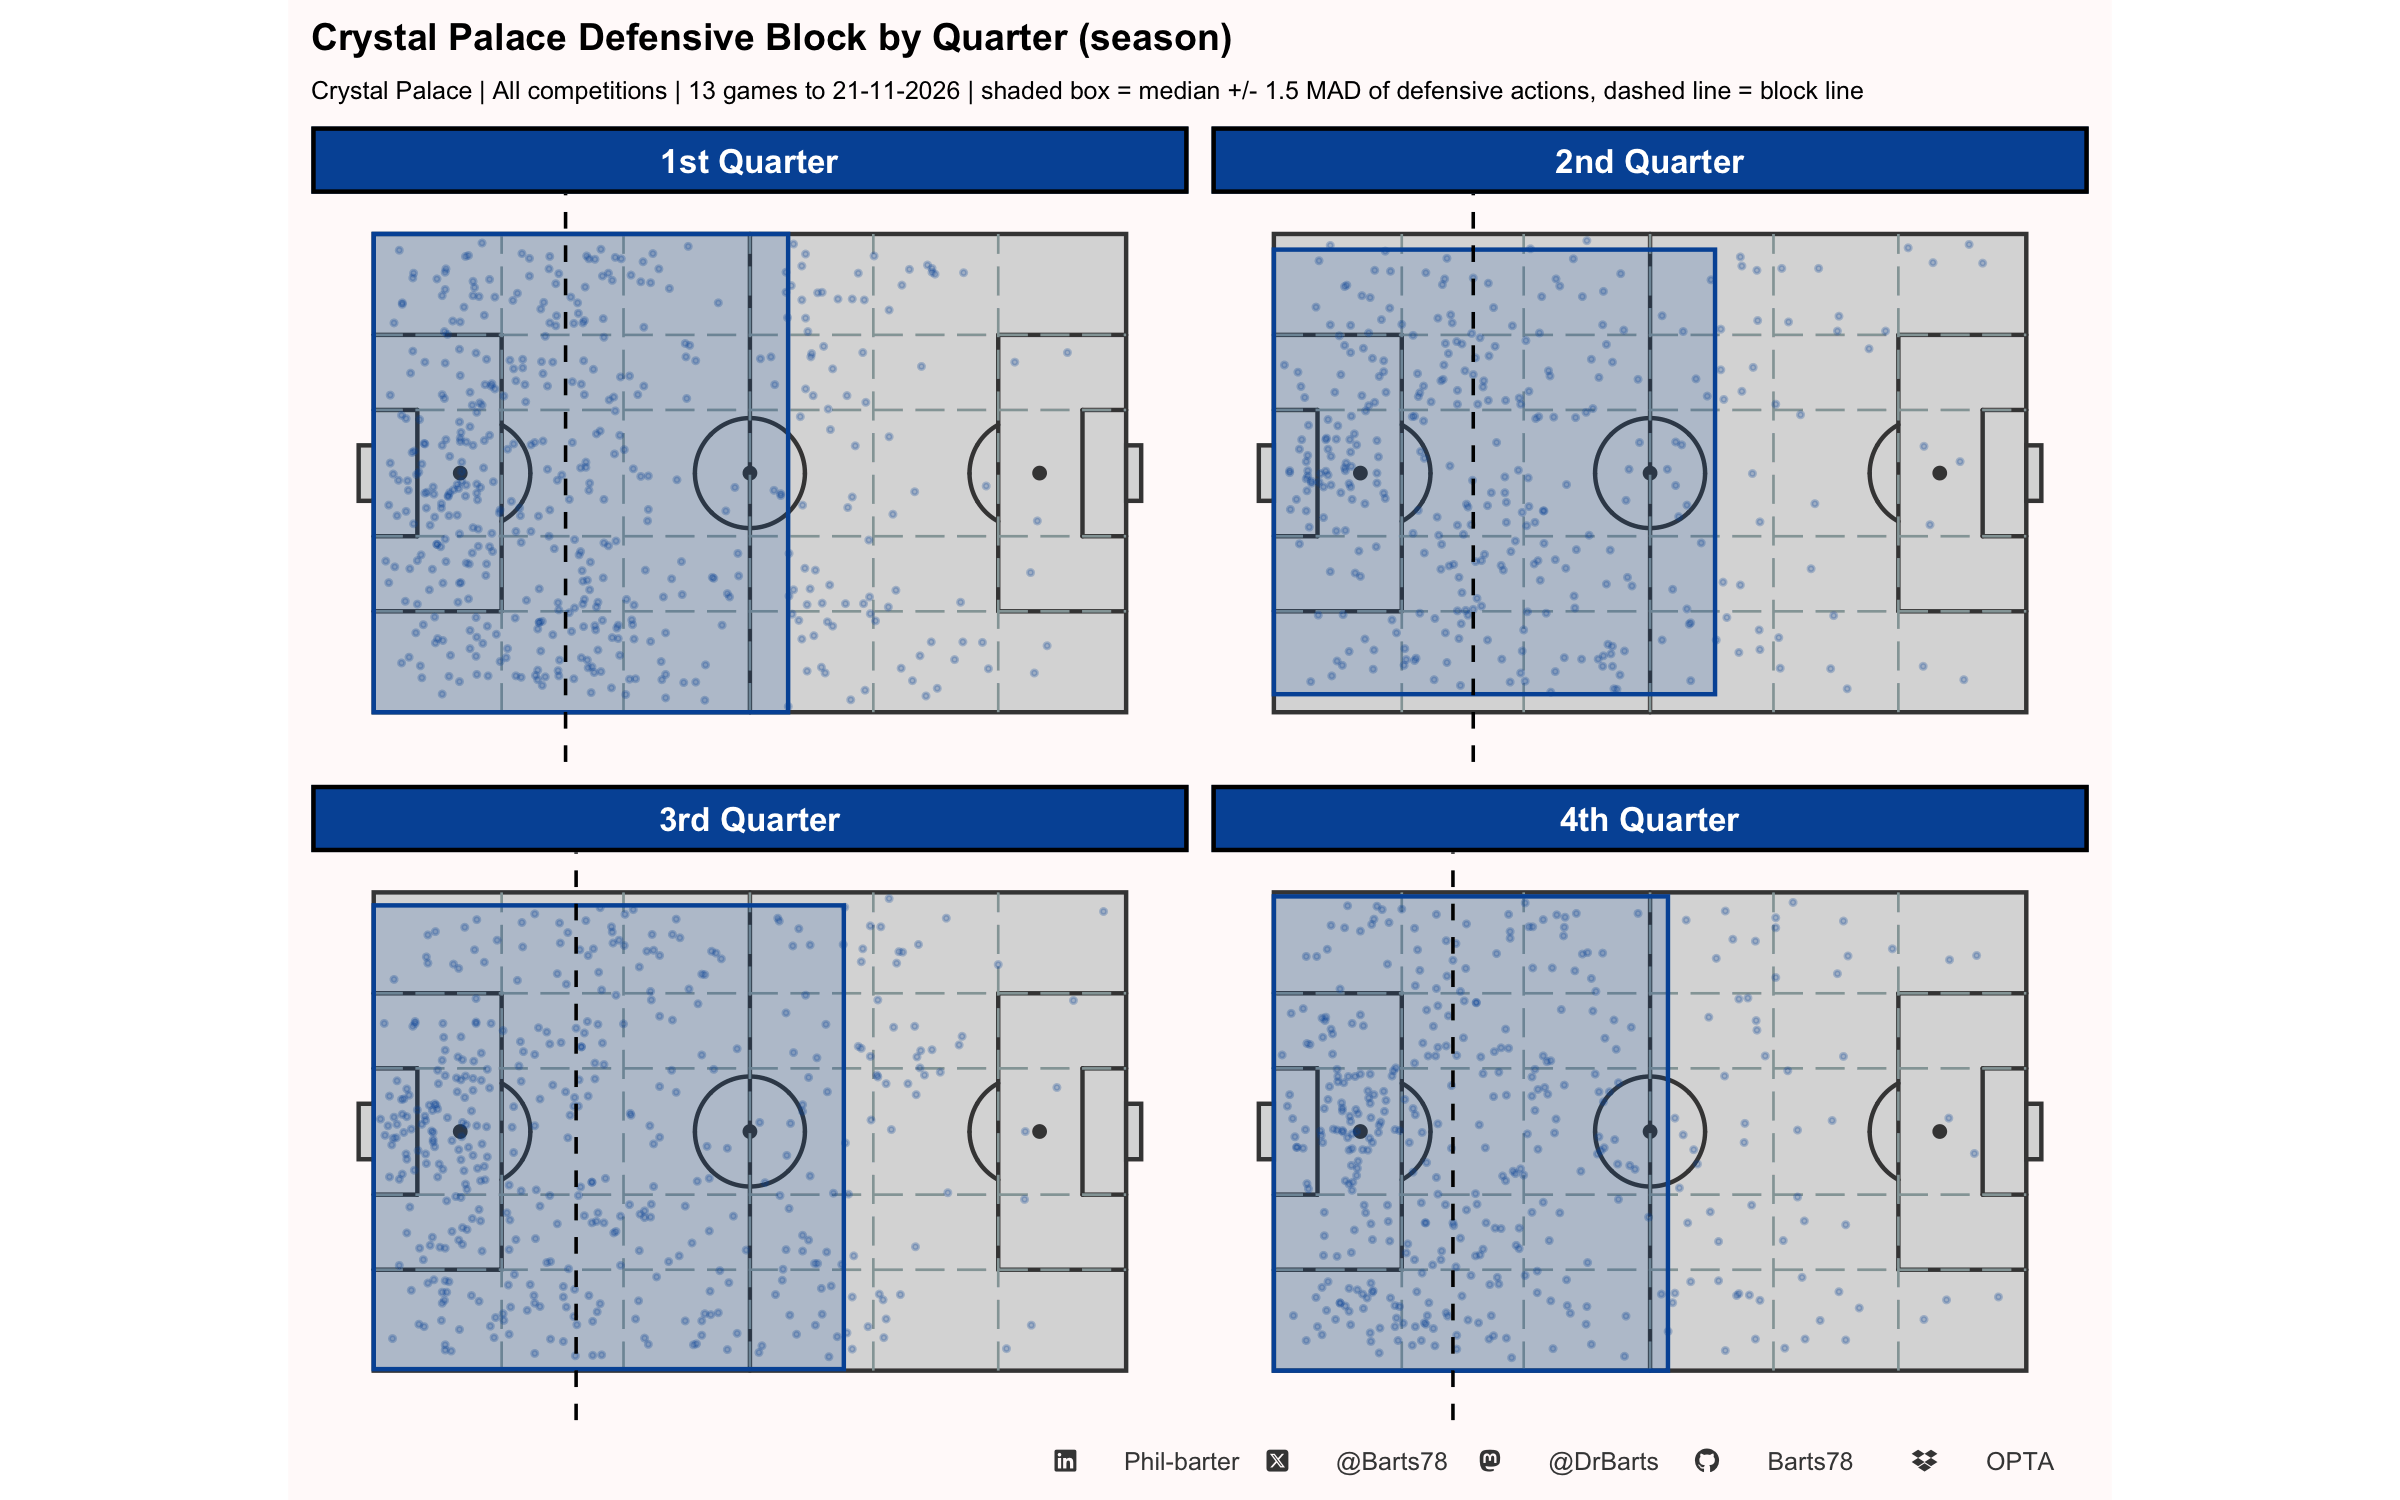 Crystal Palace Defensive Block by Quarter (season)
Crystal Palace | All competitions | 13 games to 21-11-2026 | shaded box = median +/- 1.5 MAD of defensive actions, dashed line = block line
1st Quarter
2nd Quarter
3rd Quarter
4th Quarter
Phil-barter @Barts78 @DrBarts Barts78 OPTA